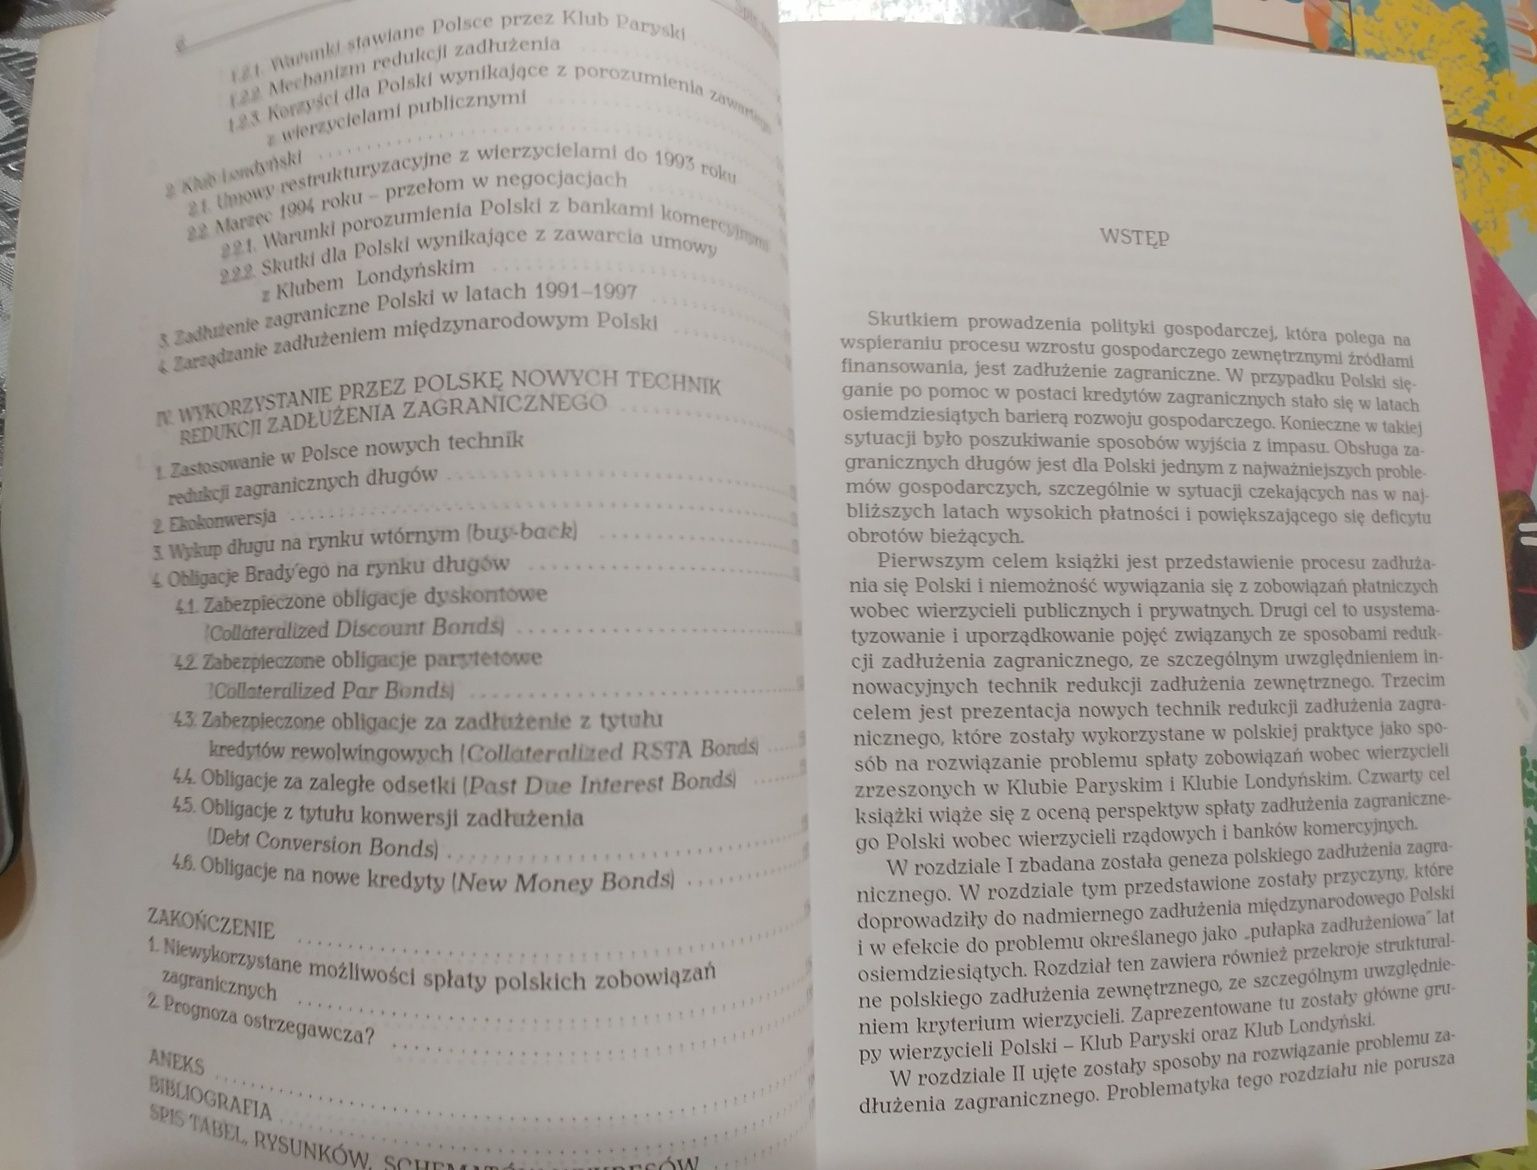 1.2.1. Warunki stawiane Polsce przez Klub Paryski
1.2.2. Mechanizm redukcji zadłużenia
1.2.3. Korzyści dla Polski wynikające z porozumienia zawartego
z wierzycielami publicznymi
2. Klub Londyński
2.1. Umowy restrukturyzacyjne z wierzycielami do 1993 roku
2.2. Marzec 1994 roku – przełom w negocjacjach
2.2.1. Warunki porozumienia Polski z bankami komercyjnymi
2.2.2. Skutki dla Polski wynikające z zawarcia umowy
z Klubem Londyńskim
3. Zadłużenie zagraniczne Polski w latach 1991–1997
4. Zarządzanie zadłużeniem międzynarodowym Polski
IV. WYKORZYSTANIE PRZEZ POLSKĘ NOWYCH TECHNIK
REDUKCJI ZADŁUŻENIA ZAGRANICZNEGO
1. Zastosowanie w Polsce nowych technik
redukcji zagranicznych długów
2. Ekokonwersja
3. Wykup długu na rynku wtórnym (buy-back)
4. Obligacje Brady'ego na rynku długów
4.1. Zabezpieczone obligacje dyskontowe
(Collateralized Discount Bonds)
4.2. Zabezpieczone obligacje parytetowe
(Collateralized Par Bonds)
4.3. Zabezpieczone obligacje za zadłużenie z tytułu
kredytów rewolwingowych (Collateralized RSTA Bonds)
4.4. Obligacje za zaległe odsetki (Past Due Interest Bonds)
4.5. Obligacje z tytułu konwersji zadłużenia
(Debt Conversion Bonds)
4.6. Obligacje na nowe kredyty (New Money Bonds)
ZAKOŃCZENIE
1. Niewykorzystane możliwości spłaty polskich zobowiązań
zagranicznych
2. Prognoza ostrzegawcza?
ANEKS
BIBLIOGRAFIA
SPIS TABEL, RYSUNKÓW,
WSTĘP
Skutkiem prowadzenia polityki gospodarczej, która polega na
wspieraniu procesu wzrostu gospodarczego zewnętrznymi źródłami
finansowania, jest zadłużenie zagraniczne. W przypadku Polski się-
ganie po pomoc w postaci kredytów zagranicznych stało się w latach
osiemdziesiątych barierą rozwoju gospodarczego. Konieczne w takiej
sytuacji było poszukiwanie sposobów wyjścia z impasu. Obsługa za-
granicznych długów jest dla Polski jednym z najważniejszych proble-
mów gospodarczych, szczególnie w sytuacji czekających nas w naj-
bliższych latach wysokich płatności i powiększającego się deficytu
obrotów bieżących.
Pierwszym celem książki jest przedstawienie procesu zadłuża-
nia się Polski i niemożność wywiązania się z zobowiązań płatniczych
wobec wierzycieli publicznych i prywatnych. Drugi cel to usystema-
tyzowanie i uporządkowanie pojęć związanych ze sposobami reduk-
cji zadłużenia zagranicznego, ze szczególnym uwzględnieniem in-
nowacyjnych technik redukcji zadłużenia zewnętrznego. Trzecim
celem jest prezentacja nowych technik redukcji zadłużenia zagra-
nicznego, które zostały wykorzystane w polskiej praktyce jako spo-
sób na rozwiązanie problemu spłaty zobowiązań wobec wierzycieli
zrzeszonych w Klubie Paryskim i Klubie Londyńskim. Czwarty cel
książki wiąże się z oceną perspektyw spłaty zadłużenia zagraniczne-
go Polski wobec wierzycieli rządowych i banków komercyjnych.
W rozdziale I zbadana została geneza polskiego zadłużenia zagra-
nicznego. W rozdziale tym przedstawione zostały przyczyny, które
doprowadziły do nadmiernego zadłużenia międzynarodowego Polski
i w efekcie do problemu określanego jako „pułapka zadłużeniowa" lat
osiemdziesiątych. Rozdział ten zawiera również przekroje struktural-
ne polskiego zadłużenia zewnętrznego, ze szczególnym uwzględnie-
niem kryterium wierzycieli. Zaprezentowane tu zostały główne gru-
py wierzycieli Polski – Klub Paryski oraz Klub Londyński.
W rozdziale II ujęte zostały sposoby na rozwiązanie problemu za-
dłużenia zagranicznego. Problematyka tego rozdziału nie porusza